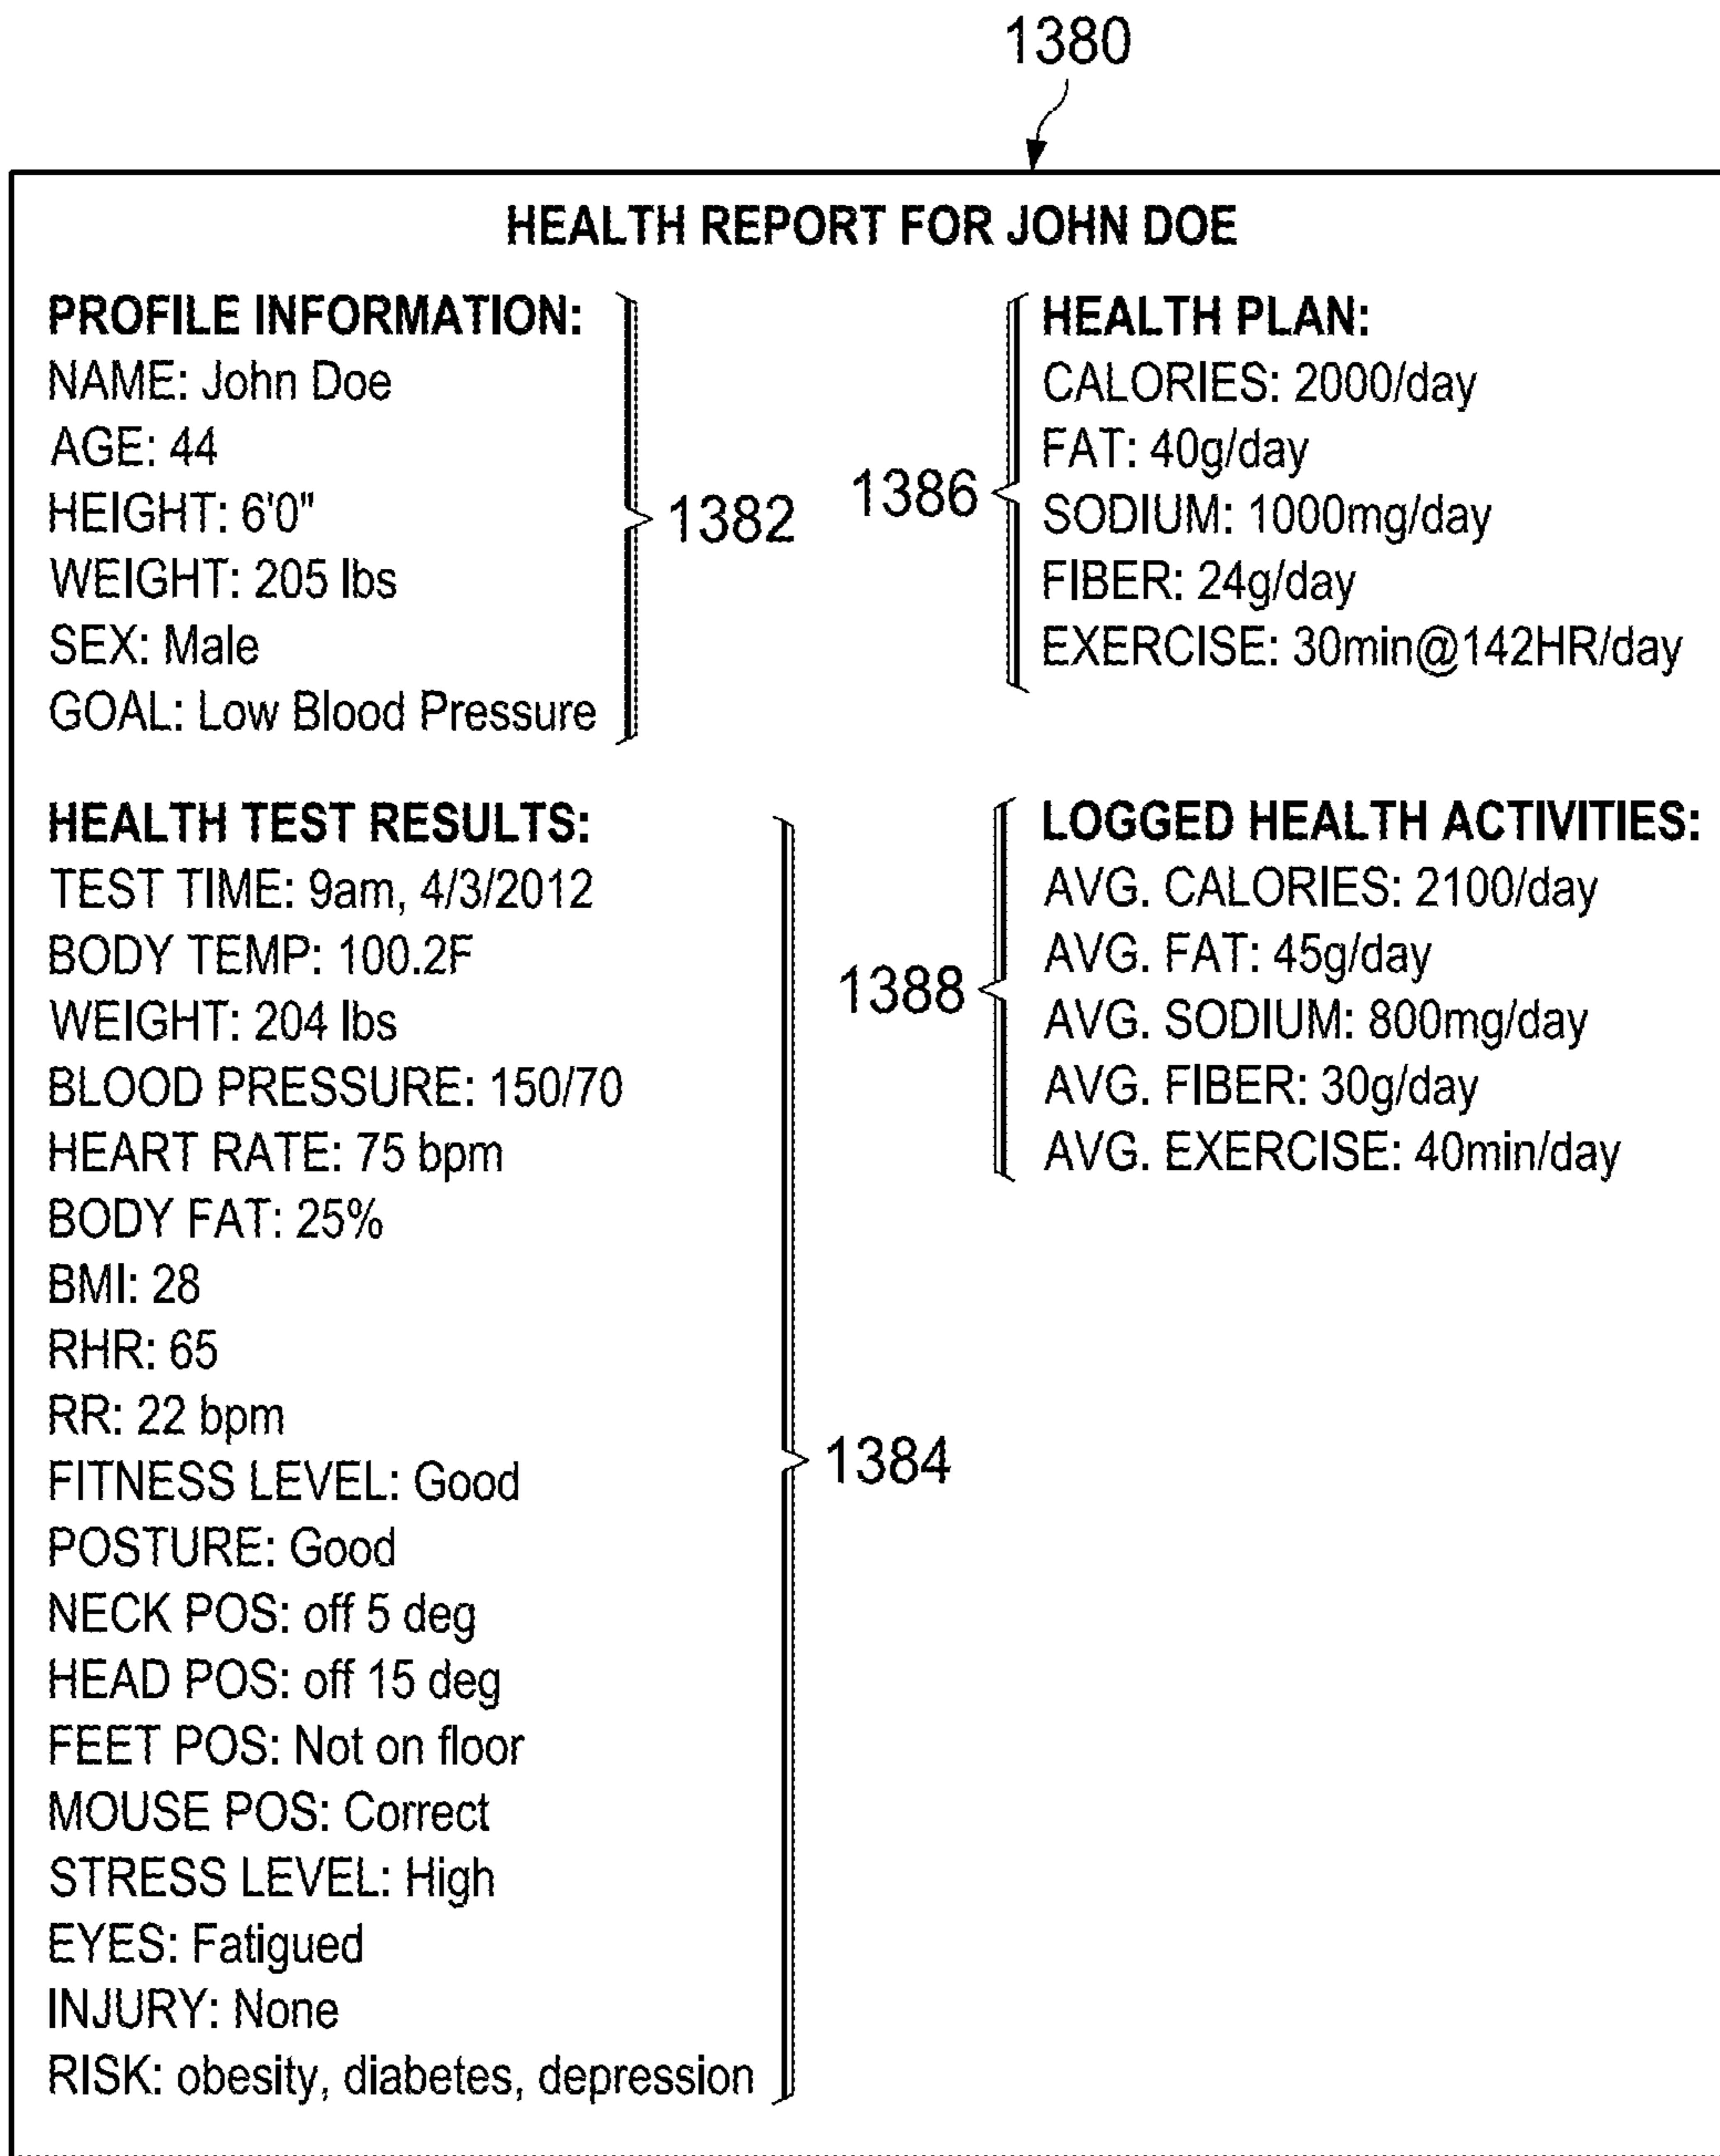 1380
HEALTH REPORT FOR JOHN DOE
PROFILE INFORMATION:
NAME: John Doe
AGE: 44
HEIGHT: 6'0"
WEIGHT: 205 lbs
SEX: Male
GOAL: Low Blood Pressure
1382
1386
HEALTH PLAN:
CALORIES: 2000/day
FAT: 40g/day
SODIUM: 1000mg/day
FIBER: 24g/day
EXERCISE: 30min@142HR/day
HEALTH TEST RESULTS:
TEST TIME: 9am, 4/3/2012
BODY TEMP: 100.2F
WEIGHT: 204 lbs
BLOOD PRESSURE: 150/70
HEART RATE: 75 bpm
BODY FAT: 25%
BMI: 28
RHR: 65
RR: 22 bpm
FITNESS LEVEL: Good
POSTURE: Good
NECK POS: off 5 deg
HEAD POS: off 15 deg
FEET POS: Not on floor
MOUSE POS: Correct
STRESS LEVEL: High
EYES: Fatigued
INJURY: None
RISK: obesity, diabetes, depression
1384
1388
LOGGED HEALTH ACTIVITIES:
AVG. CALORIES: 2100/day
AVG. FAT: 45g/day
AVG. SODIUM: 800mg/day
AVG. FIBER: 30g/day
AVG. EXERCISE: 40min/day